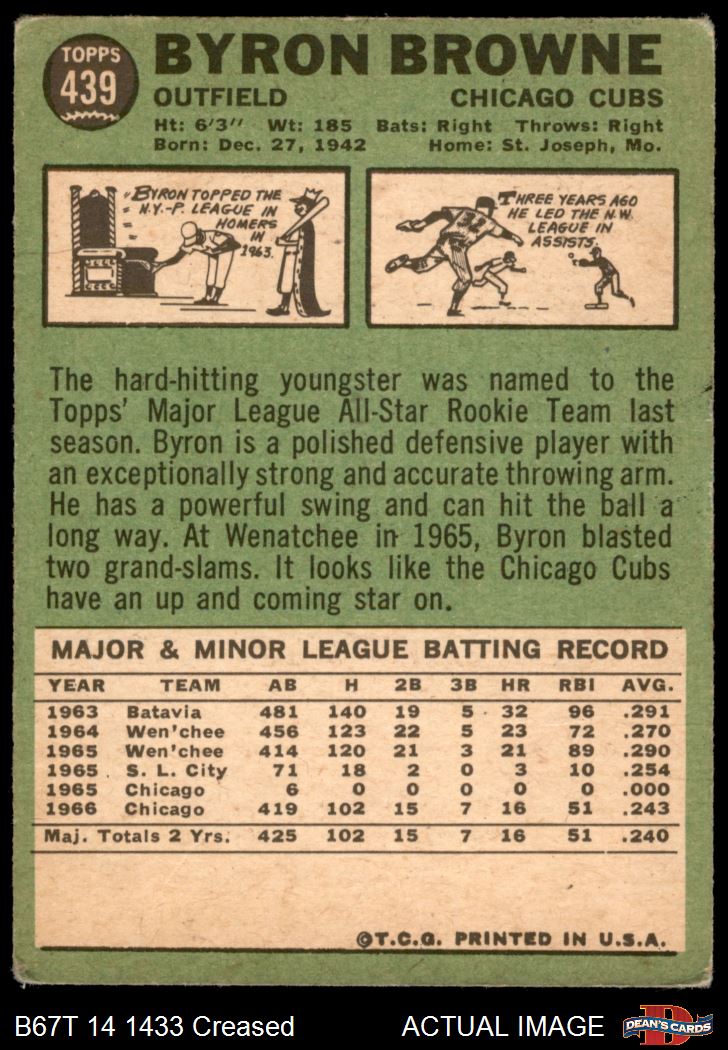 TOPPS
439
BYRON BROWNE
OUTFIELD CHICAGO CUBS
Ht: 6'3" Wt: 185 Bats: Right Throws: Right
Born: Dec. 27, 1942 Home: St. Joseph, Mo.
BYRON TOPPED THE
N.Y.-P. LEAGUE IN
HOMERS
IN
1963.
THREE YEARS AGO
HE LED THE N.W.
LEAGUE IN
ASSISTS.
The hard-hitting youngster was named to the
Topps' Major League All-Star Rookie Team last
season. Byron is a polished defensive player with
an exceptionally strong and accurate throwing arm.
He has a powerful swing and can hit the ball a
long way. At Wenatchee in 1965, Byron blasted
two grand-slams. It looks like the Chicago Cubs
have an up and coming star on.
MAJOR & MINOR LEAGUE BATTING RECORD
YEAR TEAM AB H 2B 3B HR RBI AVG.
1963 Batavia 481 140 19 5 32 96 .291
1964 Wen'chee 456 123 22 5 23 72 .270
1965 Wen'chee 414 120 21 3 21 89 .290
1965 S. L. City 71 18 2 0 3 10 .254
1965 Chicago 6 0 0 0 0 0 .000
1966 Chicago 419 102 15 7 16 51 .243
Maj. Totals 2 Yrs. 425 102 15 7 16 51 .240
©T.C.G. PRINTED IN U.S.A.
B67T 14 1433 Creased ACTUAL IMAGE
DEAN'S CARDS